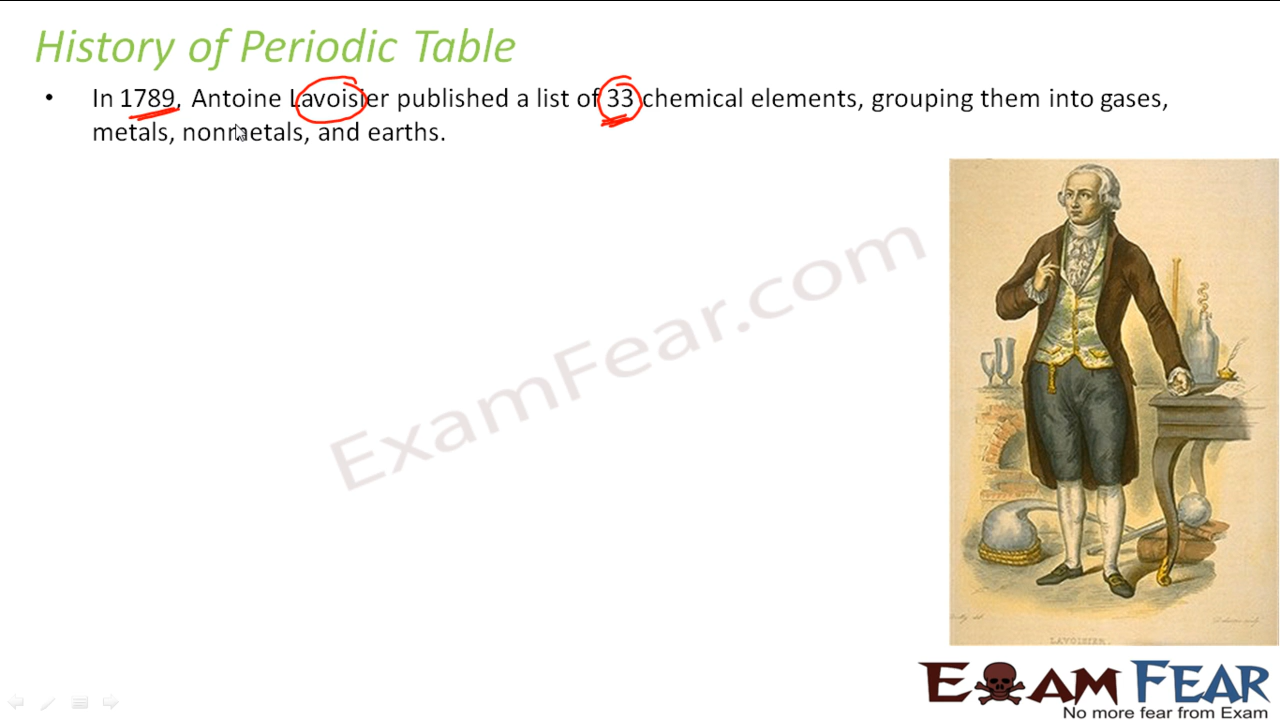 History of Periodic Table
• In 1789, Antoine Lavoisier published a list of 33 chemical elements, grouping them into gases,
metals, nonmetals, and earths.
ExamFear.com
LAVOISIER.
EXAM FEAR
No more fear from Exam